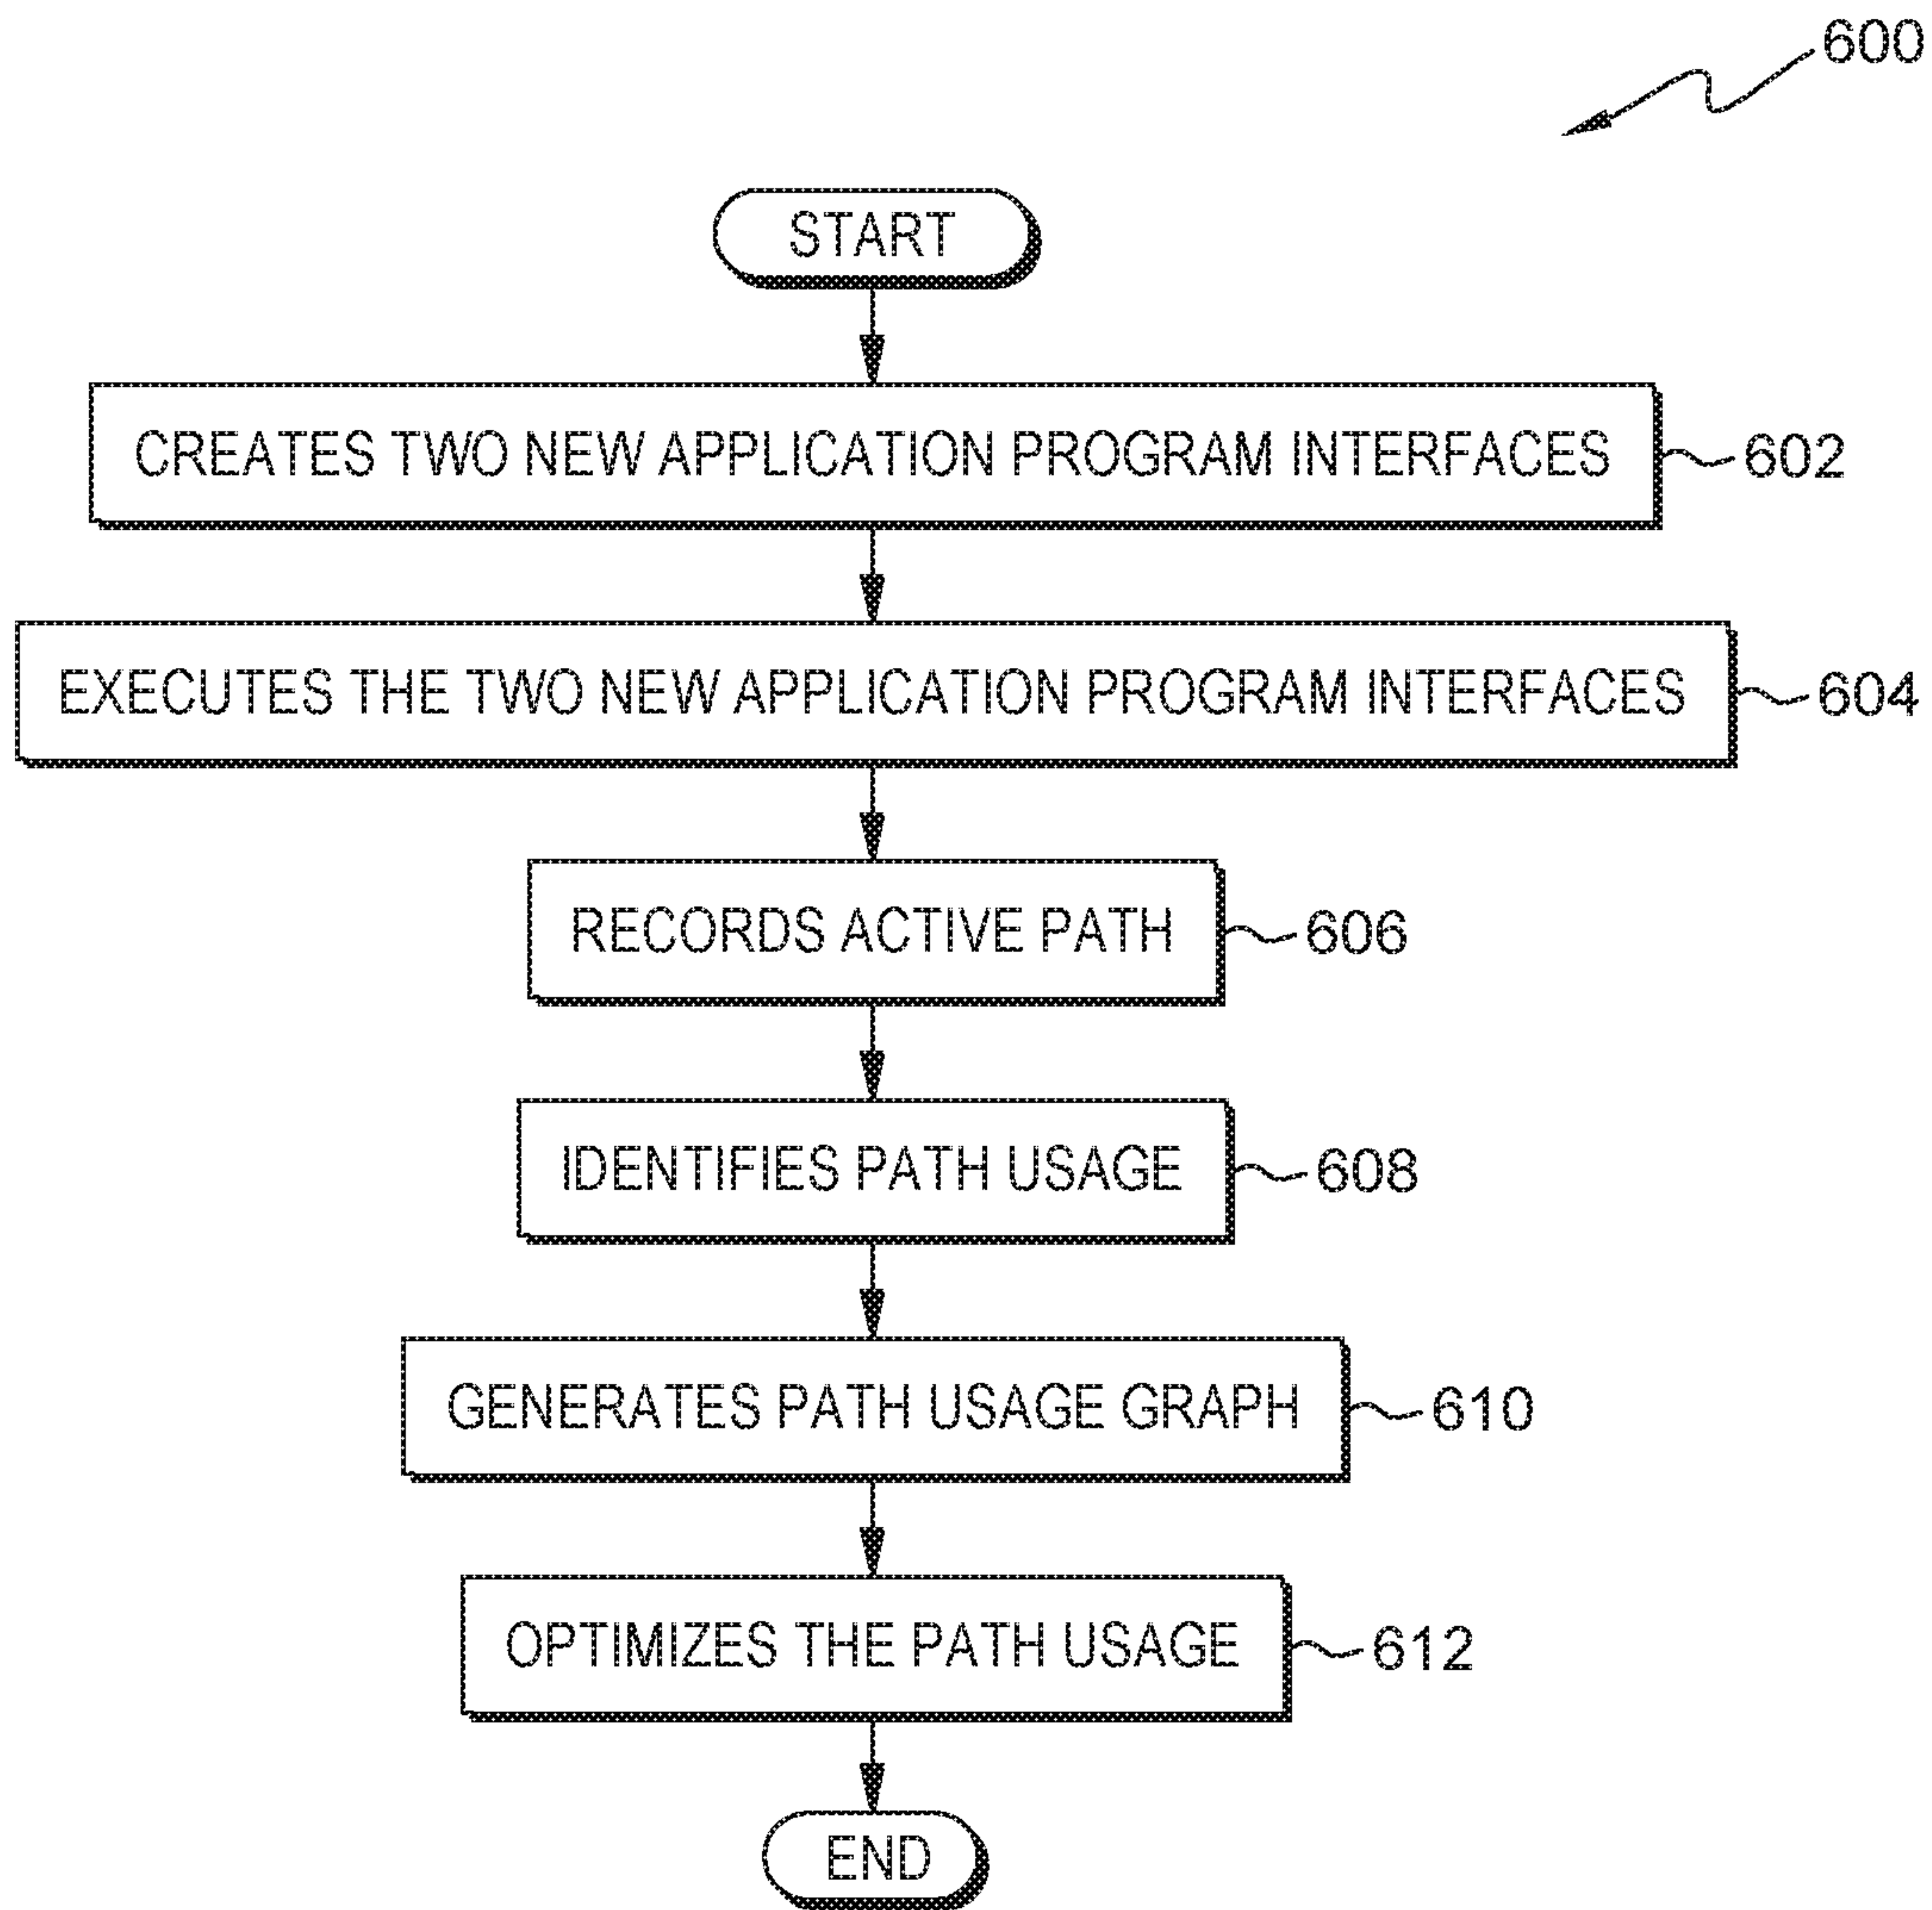 600
START
CREATES TWO NEW APPLICATION PROGRAM INTERFACES 602
EXECUTES THE TWO NEW APPLICATION PROGRAM INTERFACES 604
RECORDS ACTIVE PATH 606
IDENTIFIES PATH USAGE 608
GENERATES PATH USAGE GRAPH 610
OPTIMIZES THE PATH USAGE 612
END